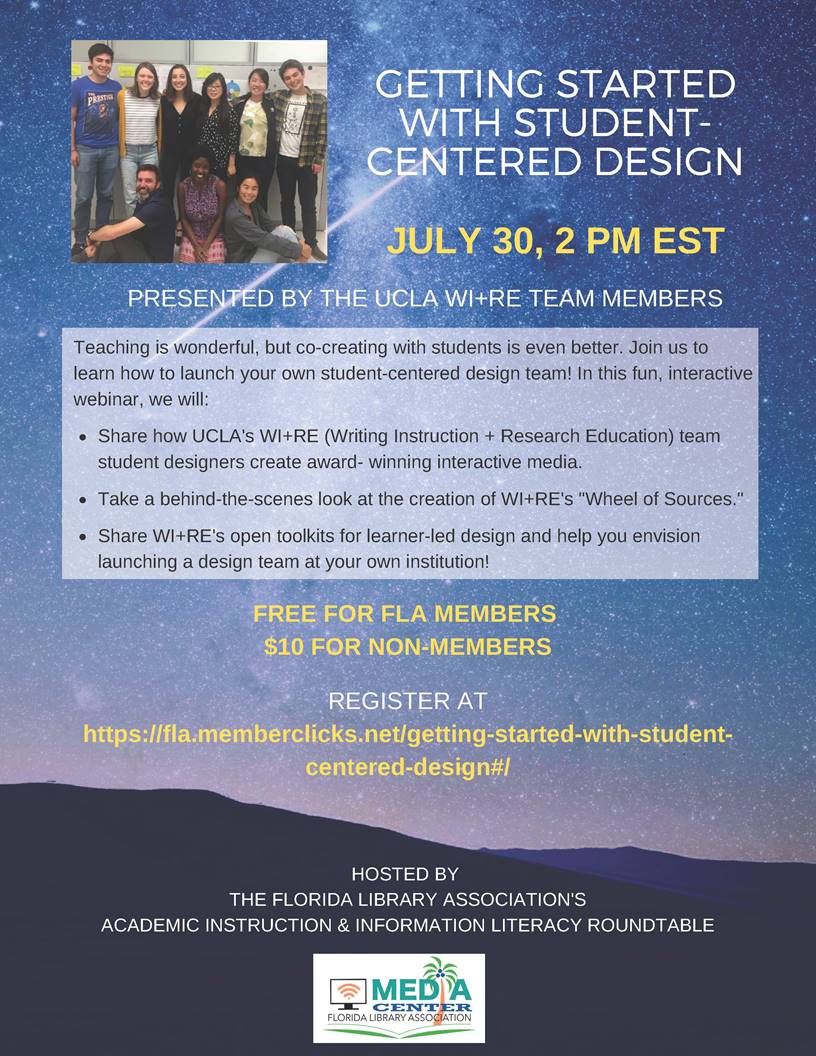 GETTING STARTED
WITH STUDENT-
CENTERED DESIGN
JULY 30, 2 PM EST
PRESENTED BY THE UCLA WI+RE TEAM MEMBERS
Teaching is wonderful, but co-creating with students is even better. Join us to
learn how to launch your own student-centered design team! In this fun, interactive
webinar, we will:
• Share how UCLA's WI+RE (Writing Instruction + Research Education) team
student designers create award- winning interactive media.
• Take a behind-the-scenes look at the creation of WI+RE's "Wheel of Sources."
• Share WI+RE's open toolkits for learner-led design and help you envision
launching a design team at your own institution!
FREE FOR FLA MEMBERS
$10 FOR NON-MEMBERS
REGISTER AT
https://fla.memberclicks.net/getting-started-with-student-
centered-design#/
HOSTED BY
THE FLORIDA LIBRARY ASSOCIATION'S
ACADEMIC INSTRUCTION & INFORMATION LITERACY ROUNDTABLE
MEDIA
CENTER
FLORIDA LIBRARY ASSOCIATION